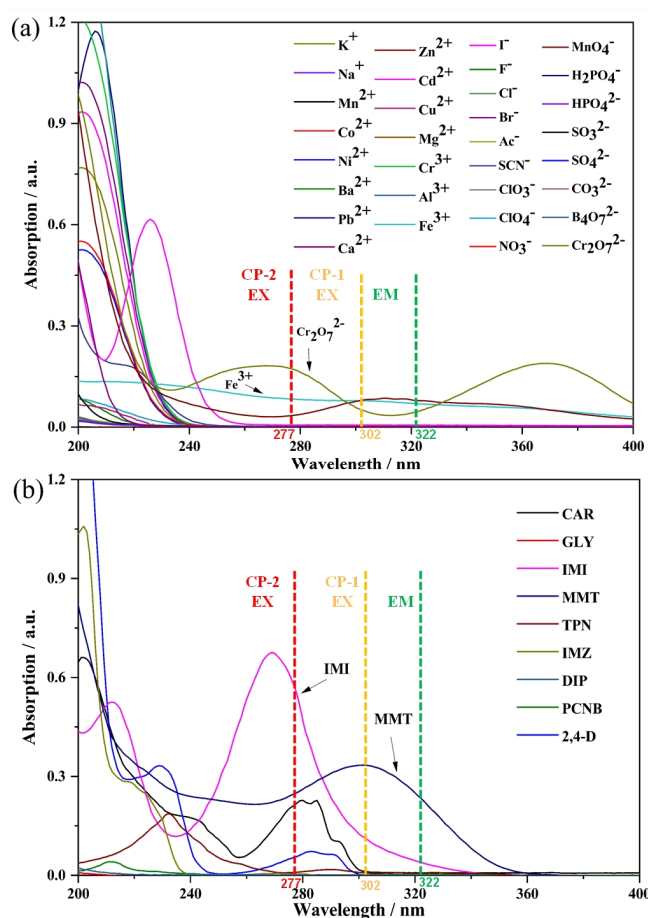 (a)
1.2
0.9
0.6
0.3
0.0
Absorption / a.u.
K⁺
Na⁺
Mn²⁺
Co²⁺
Ni²⁺
Ba²⁺
Pb²⁺
Ca²⁺
Zn²⁺
Cd²⁺
Cu²⁺
Mg²⁺
Cr³⁺
Al³⁺
Fe³⁺
I⁻
F⁻
Cl⁻
Br⁻
Ac⁻
SCN⁻
ClO₃⁻
ClO₄⁻
NO₃⁻
MnO₄⁻
H₂PO₄⁻
HPO₄²⁻
SO₃²⁻
SO₄²⁻
CO₃²⁻
B₄O₇²⁻
Cr₂O₇²⁻
CP-2
EX
CP-1
EX
EM
Cr₂O₇²⁻
Fe³⁺
277
302
322
200 240 280 320 360 400
Wavelength / nm
(b)
1.2
0.9
0.6
0.3
0.0
Absorption / a.u.
CAR
GLY
IMI
MMT
TPN
IMZ
DIP
PCNB
2,4-D
CP-2
EX
CP-1
EX
EM
IMI
MMT
277
302
322
200 240 280 320 360 400
Wavelength / nm